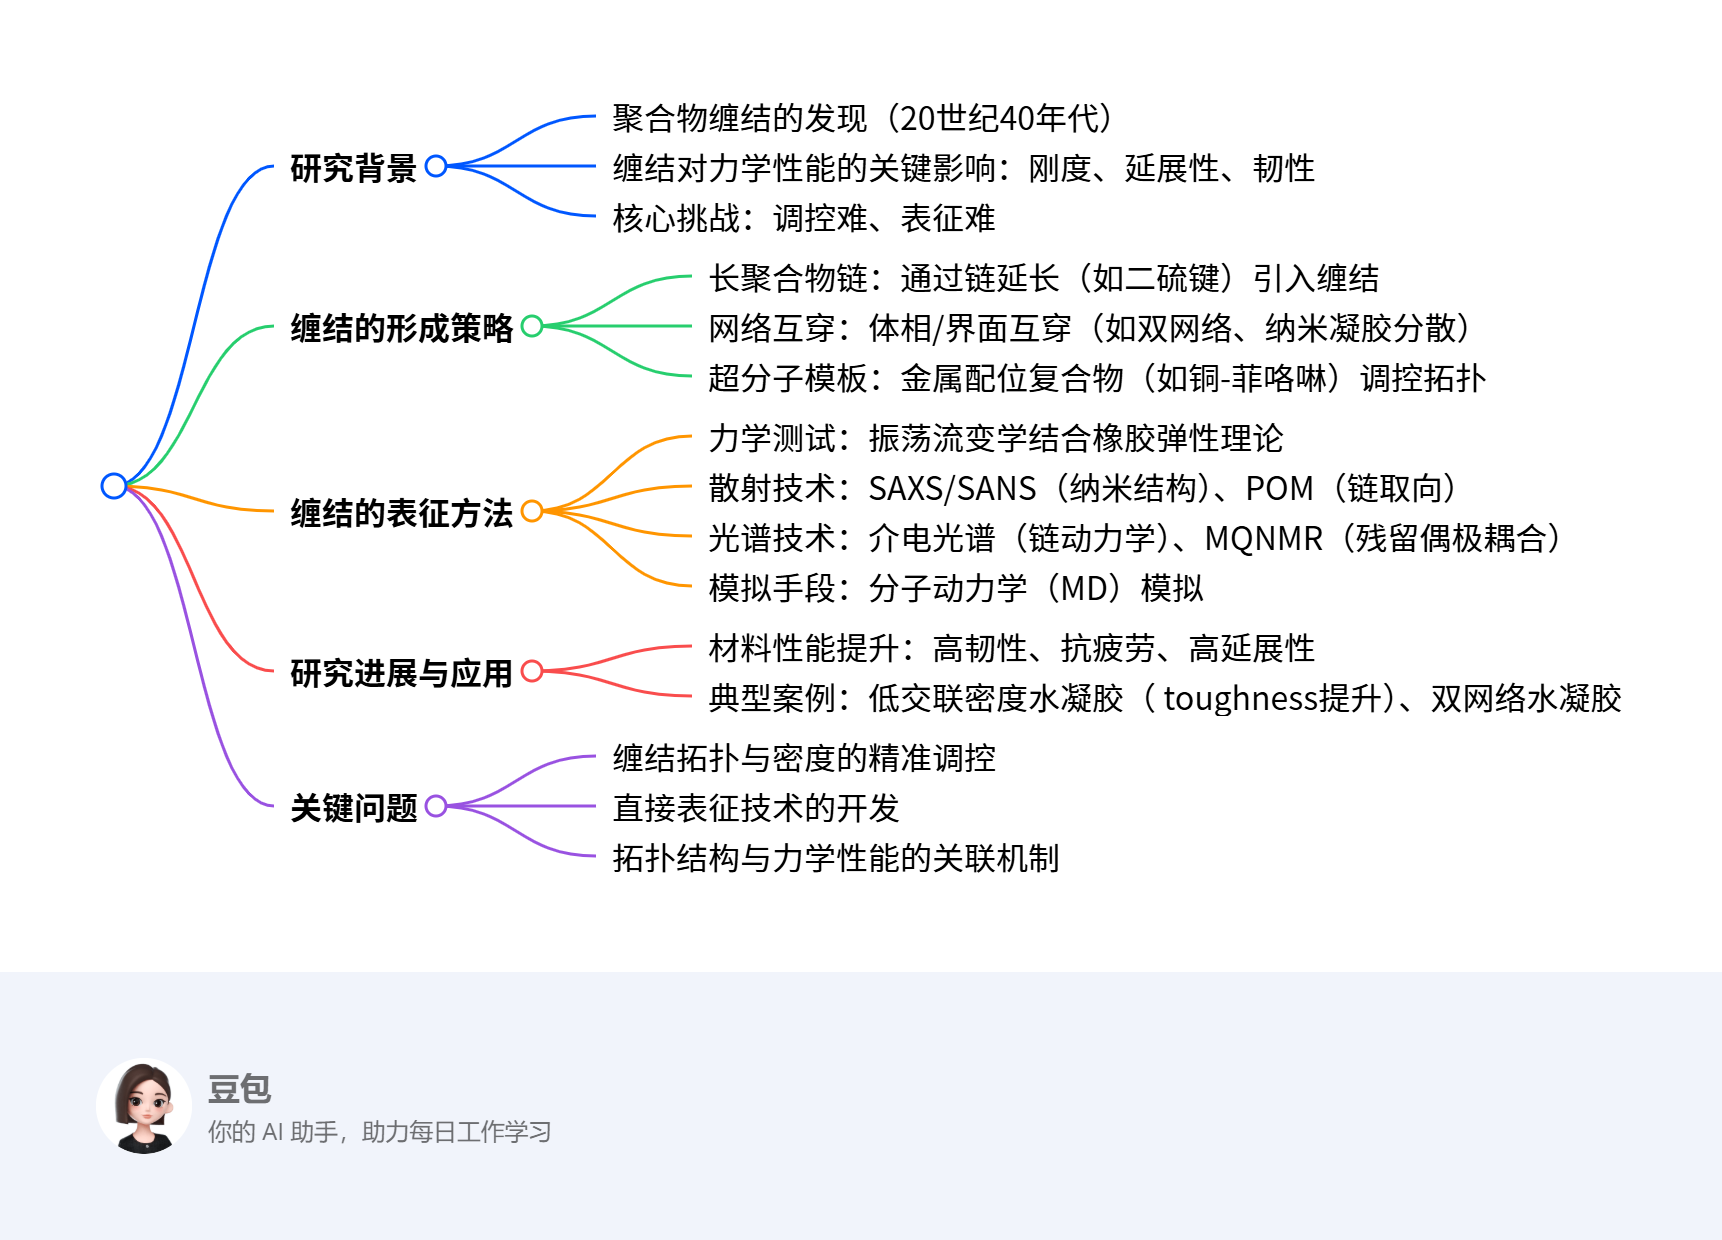 研究背景
聚合物缠结的发现（20世纪40年代）
缠结对力学性能的关键影响：刚度、延展性、韧性
核心挑战：调控难、表征难
缠结的形成策略
长聚合物链：通过链延长（如二硫键）引入缠结
网络互穿：体相/界面互穿（如双网络、纳米凝胶分散）
超分子模板：金属配位复合物（如铜-菲咯啉）调控拓扑
缠结的表征方法
力学测试：振荡流变学结合橡胶弹性理论
散射技术：SAXS/SANS（纳米结构）、POM（链取向）
光谱技术：介电光谱（链动力学）、MQNMR（残留偶极耦合）
模拟手段：分子动力学（MD）模拟
研究进展与应用
材料性能提升：高韧性、抗疲劳、高延展性
典型案例：低交联密度水凝胶（ toughness提升）、双网络水凝胶
关键问题
缠结拓扑与密度的精准调控
直接表征技术的开发
拓扑结构与力学性能的关联机制
豆包
你的 AI 助手，助力每日工作学习